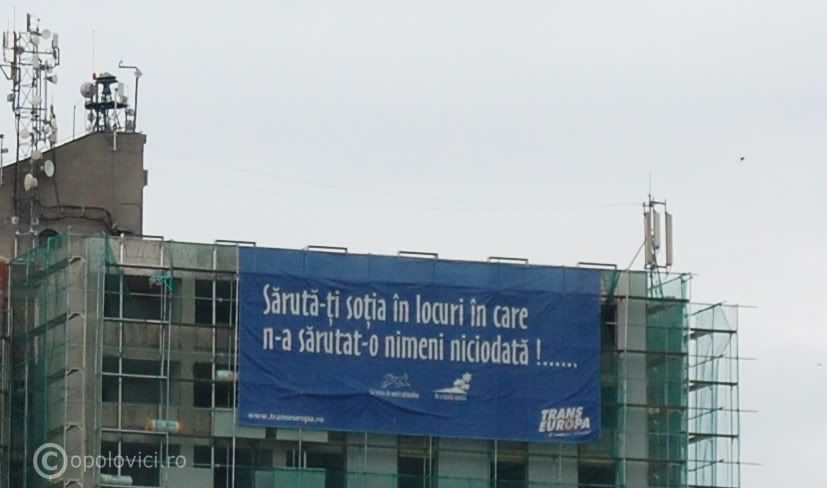 Sărută-ți soția în locuri în care
n-a sărutat-o nimeni niciodată !.......
www.transeuropa.ro
TRANS
EUROPA
©opolovici.ro